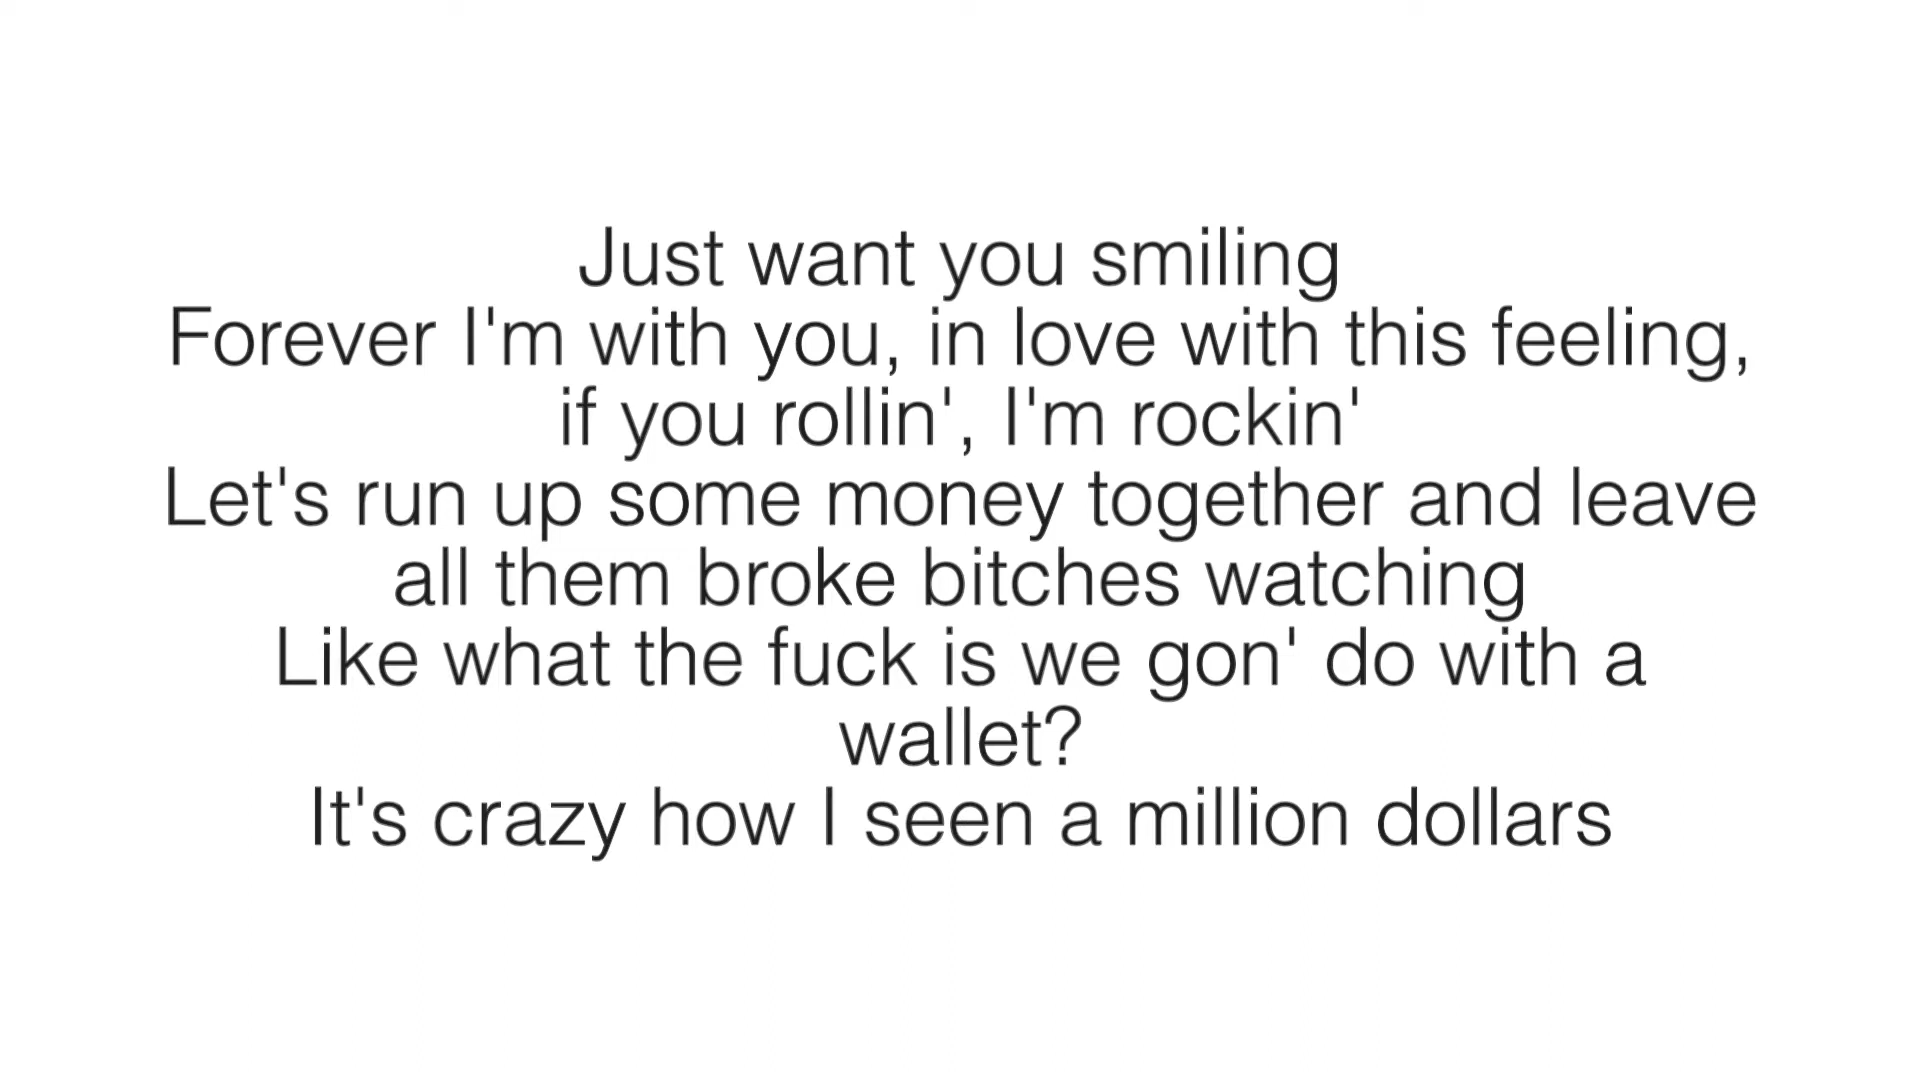 Just want you smiling
Forever I'm with you, in love with this feeling,
if you rollin', I'm rockin'
Let's run up some money together and leave
all them broke bitches watching
Like what the fuck is we gon' do with a
wallet?
It's crazy how I seen a million dollars